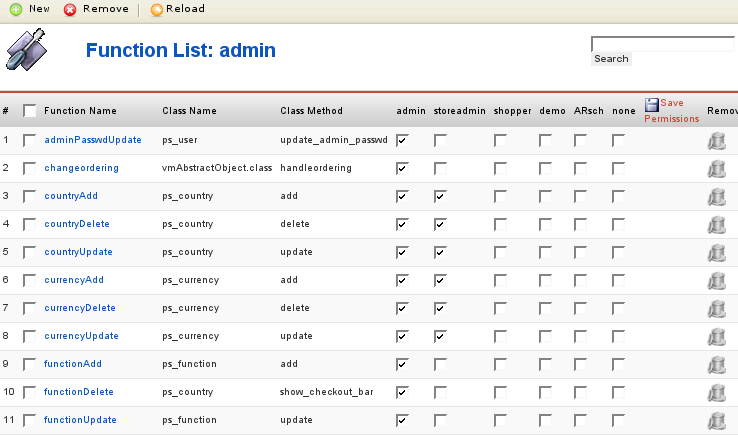 New Remove Reload
Function List: admin
Search
# Function Name Class Name Class Method admin storeadmin shopper demo ARsch none Save Permissions Remov
1 adminPasswdUpdate ps_user update_admin_passwd
2 changeordering vmAbstractObject.class handleordering
3 countryAdd ps_country add
4 countryDelete ps_country delete
5 countryUpdate ps_country update
6 currencyAdd ps_currency add
7 currencyDelete ps_currency delete
8 currencyUpdate ps_currency update
9 functionAdd ps_function add
10 functionDelete ps_country show_checkout_bar
11 functionUpdate ps_function update